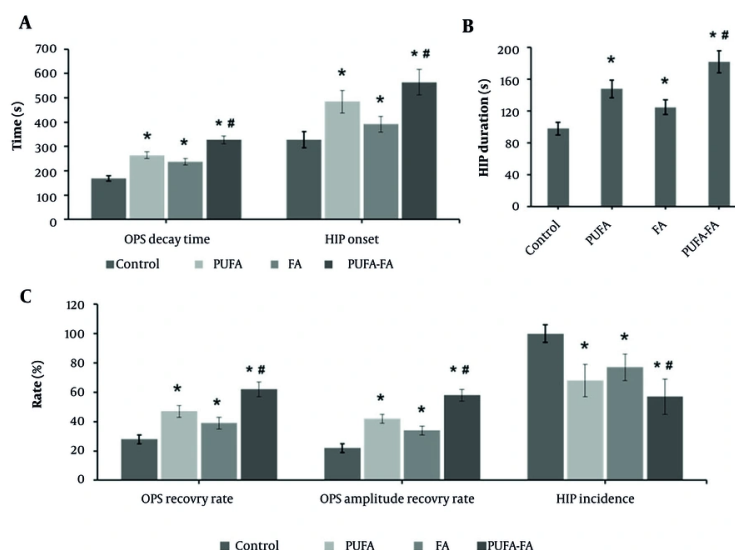 A
700
600
500
400
300
200
100
0
Time (s)
* * * # * * * #
OPS decay time HIP onset
Control PUFA FA PUFA-FA
B
200
160
120
80
40
0
HIP duration (s)
* * * #
Control PUFA FA PUFA-FA
C
120
100
80
60
40
20
0
Rate (%)
* * * # * * * # * * * #
OPS recovry rate OPS amplitude recovry rate HIP incidence
Control PUFA FA PUFA-FA